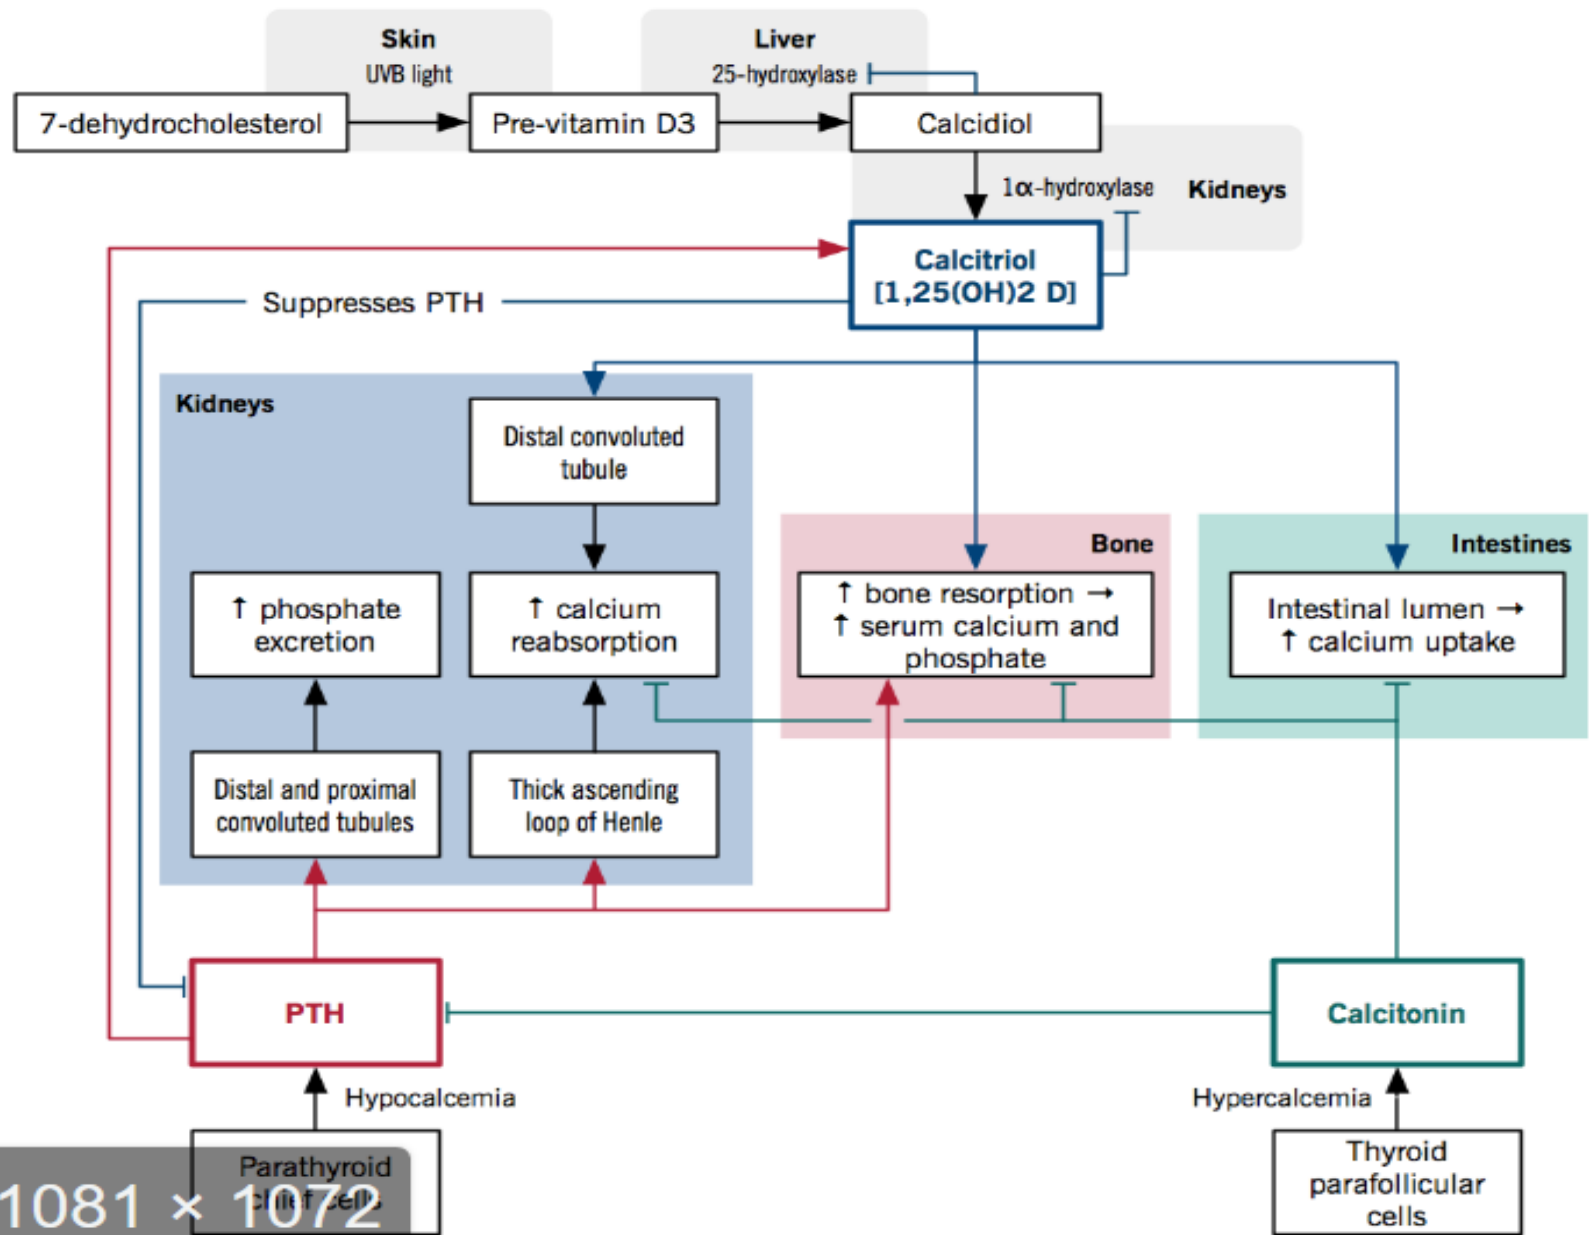 Skin
UVB light
Liver
25-hydroxylase
7-dehydrocholesterol
Pre-vitamin D3
Calcidiol
1α-hydroxylase
Kidneys
Calcitriol
[1,25(OH)2 D]
Suppresses PTH
Kidneys
Distal convoluted
tubule
Bone
Intestines
↑ phosphate
excretion
↑ calcium
reabsorption
↑ bone resorption →
↑ serum calcium and
phosphate
Intestinal lumen →
↑ calcium uptake
Distal and proximal
convoluted tubules
Thick ascending
loop of Henle
PTH
Calcitonin
Hypocalcemia
Hypercalcemia
Parathyroid
chief cells
Thyroid
parafollicular
cells
1081 × 1072